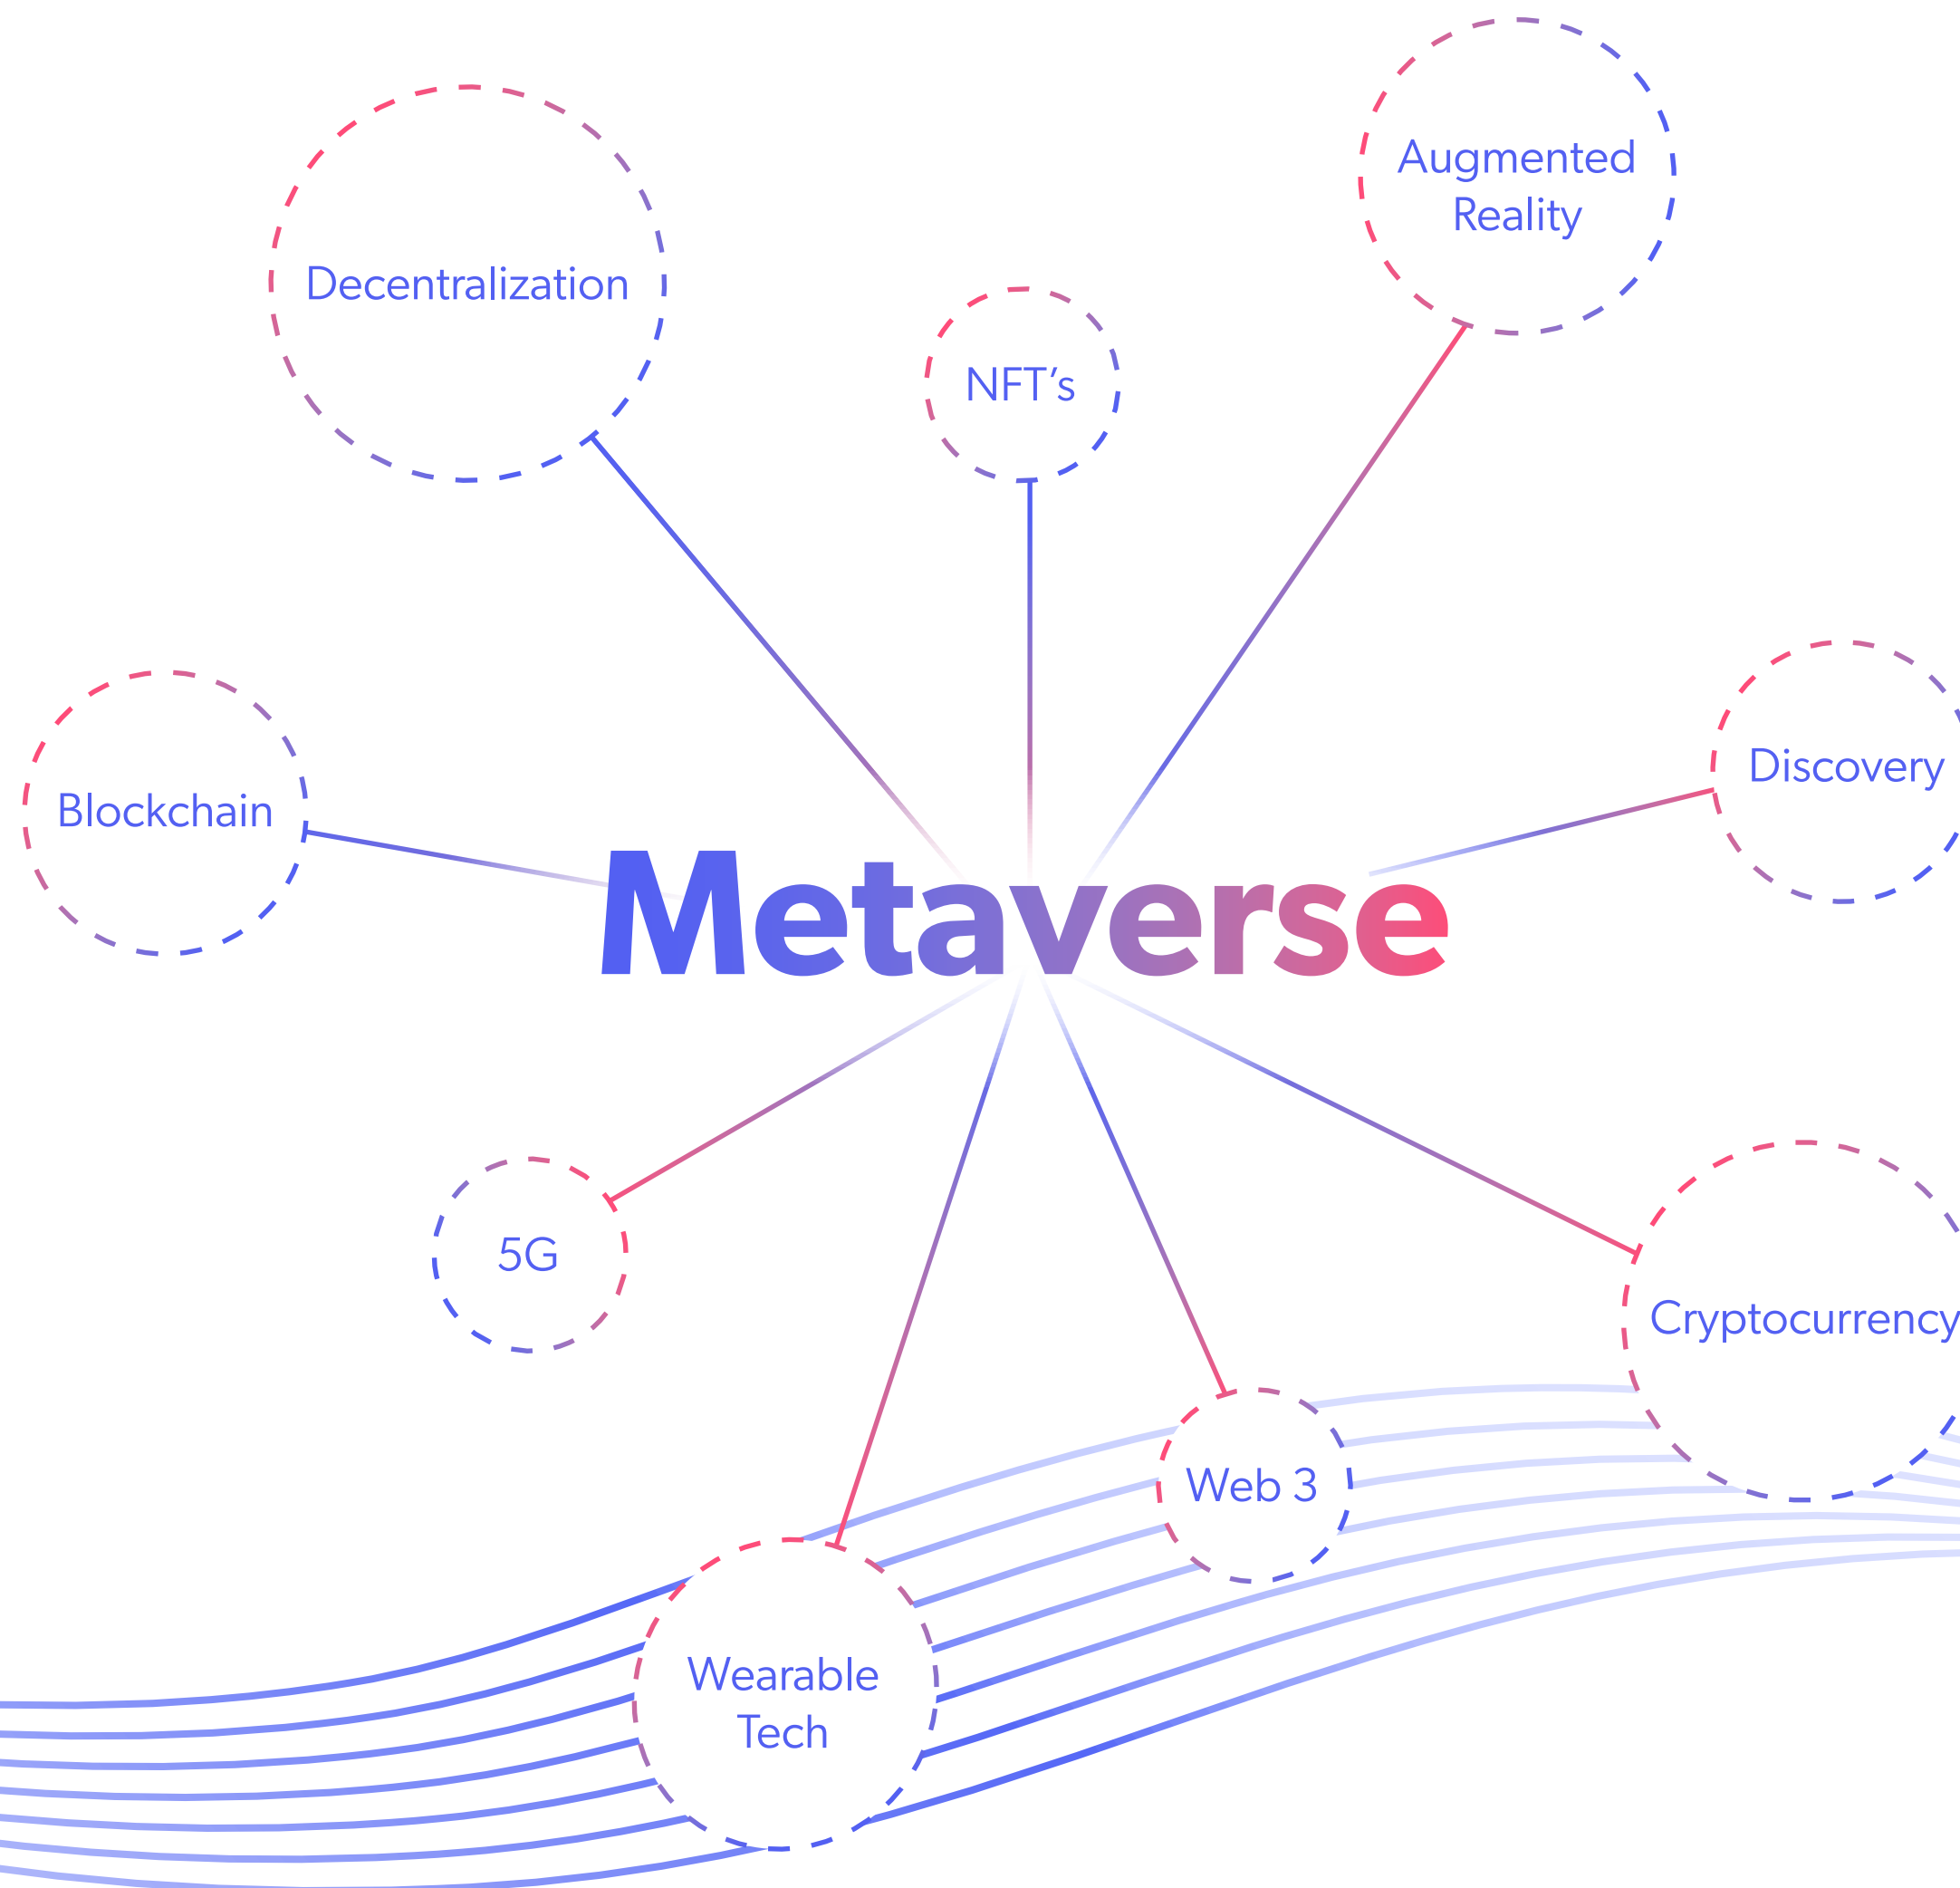 Augmented
Reality
Decentralization
NFT's
Discovery
Blockchain
Metaverse
5G
Cryptocurrency
Web 3
Wearable
Tech